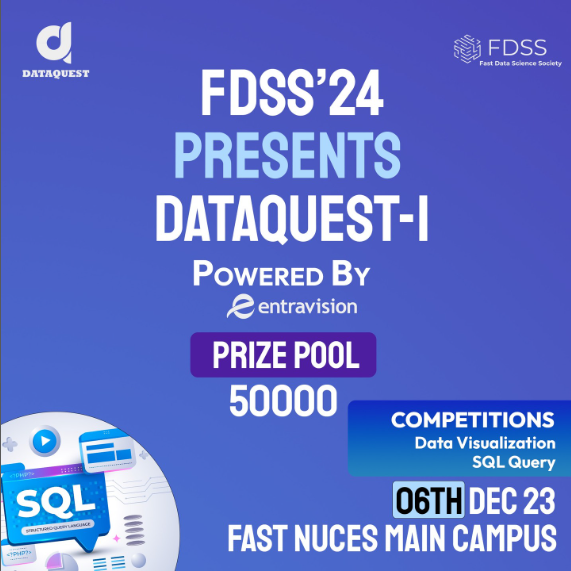 DATAQUEST
FDSS
Fast Data Science Society
FDSS’24
PRESENTS
DATAQUEST-I
POWERED BY
entravision
PRIZE POOL
50000
COMPETITIONS
Data Visualization
SQL Query
06TH DEC 23
FAST NUCES MAIN CAMPUS
SQL
STRUCTURED QUERY LANGUAGE